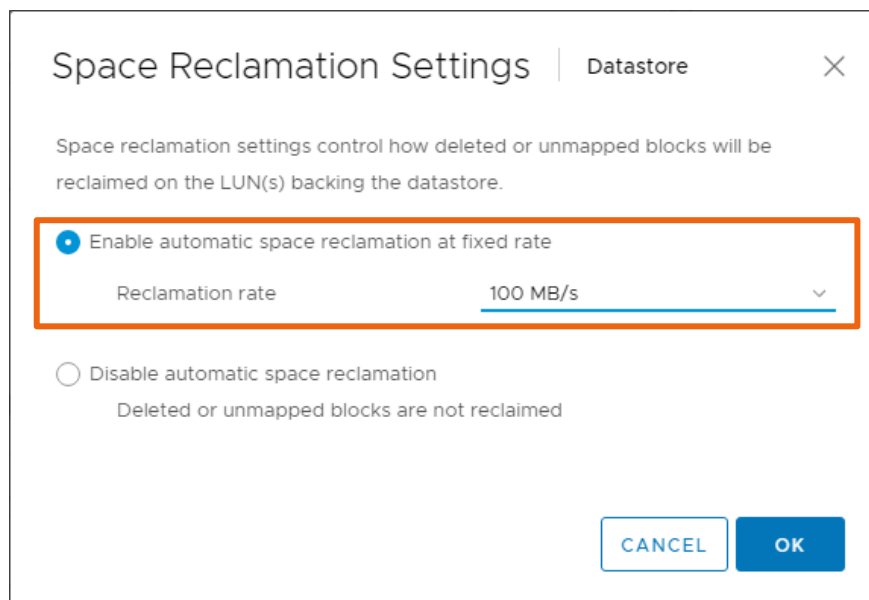 Space Reclamation Settings Datastore
Space reclamation settings control how deleted or unmapped blocks will be
reclaimed on the LUN(s) backing the datastore.
Enable automatic space reclamation at fixed rate
Reclamation rate 100 MB/s
Disable automatic space reclamation
Deleted or unmapped blocks are not reclaimed
CANCEL OK